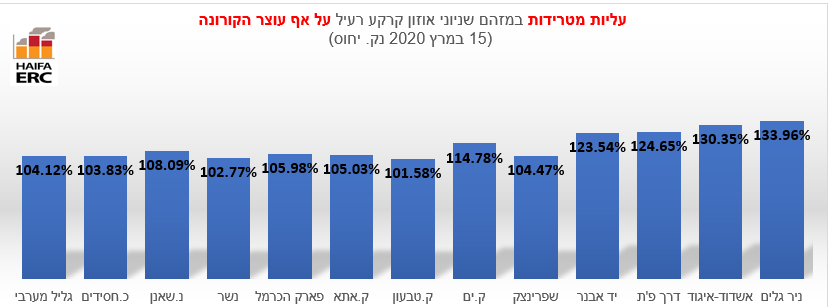 עליות מטרידות במזהם שניוני אוזון קרקע רעיל על אף עוצר הקורונה
(15 במרץ 2020 נק. יחוס)
HAIFA
ERC
104.12% 103.83% 108.09% 102.77% 105.98% 105.03% 101.58% 114.78% 104.47% 123.54% 124.65% 130.35% 133.96%
ניר גלים אשדוד-איגוד דרך פ'ת יד אבנר שפרינצק ק.ים ק.טבעון ק.אתא פארק הכרמל נשר נ.שאנן כ.חסידים גליל מערבי